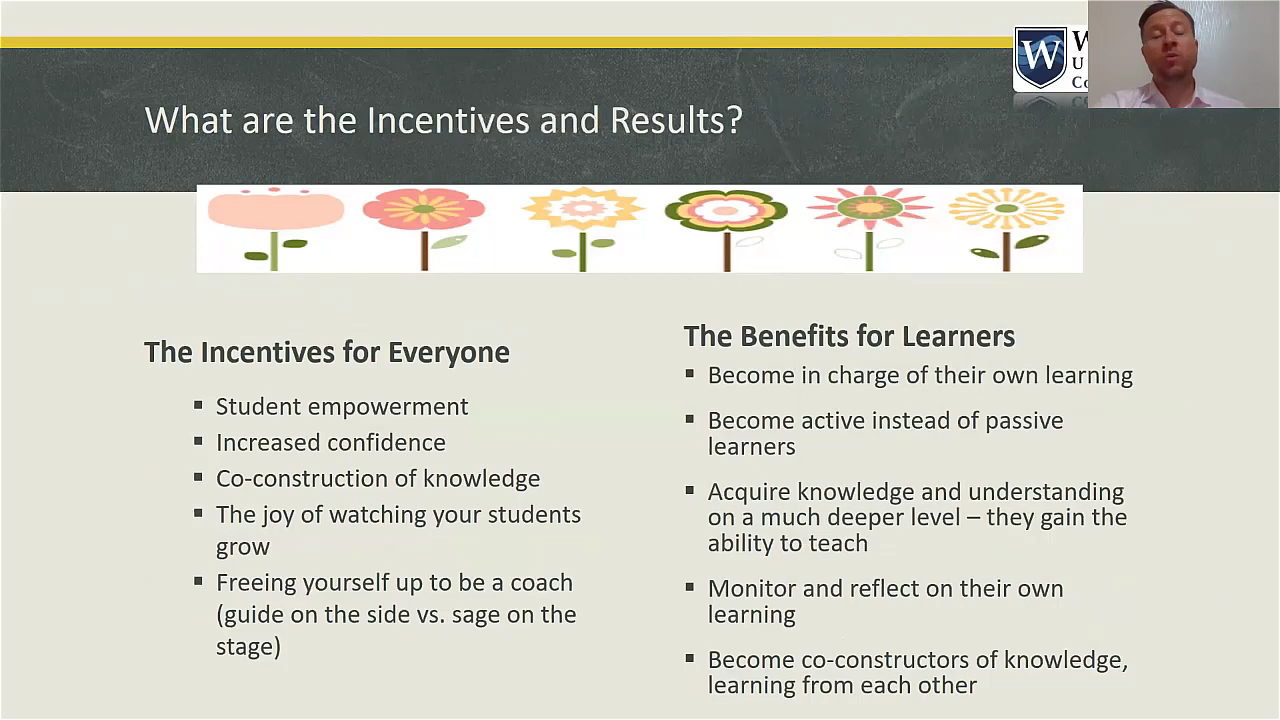 W
U
Co
What are the Incentives and Results?
The Incentives for Everyone
▪ Student empowerment
▪ Increased confidence
▪ Co-construction of knowledge
▪ The joy of watching your students
grow
▪ Freeing yourself up to be a coach
(guide on the side vs. sage on the
stage)
The Benefits for Learners
▪ Become in charge of their own learning
▪ Become active instead of passive
learners
▪ Acquire knowledge and understanding
on a much deeper level – they gain the
ability to teach
▪ Monitor and reflect on their own
learning
▪ Become co-constructors of knowledge,
learning from each other